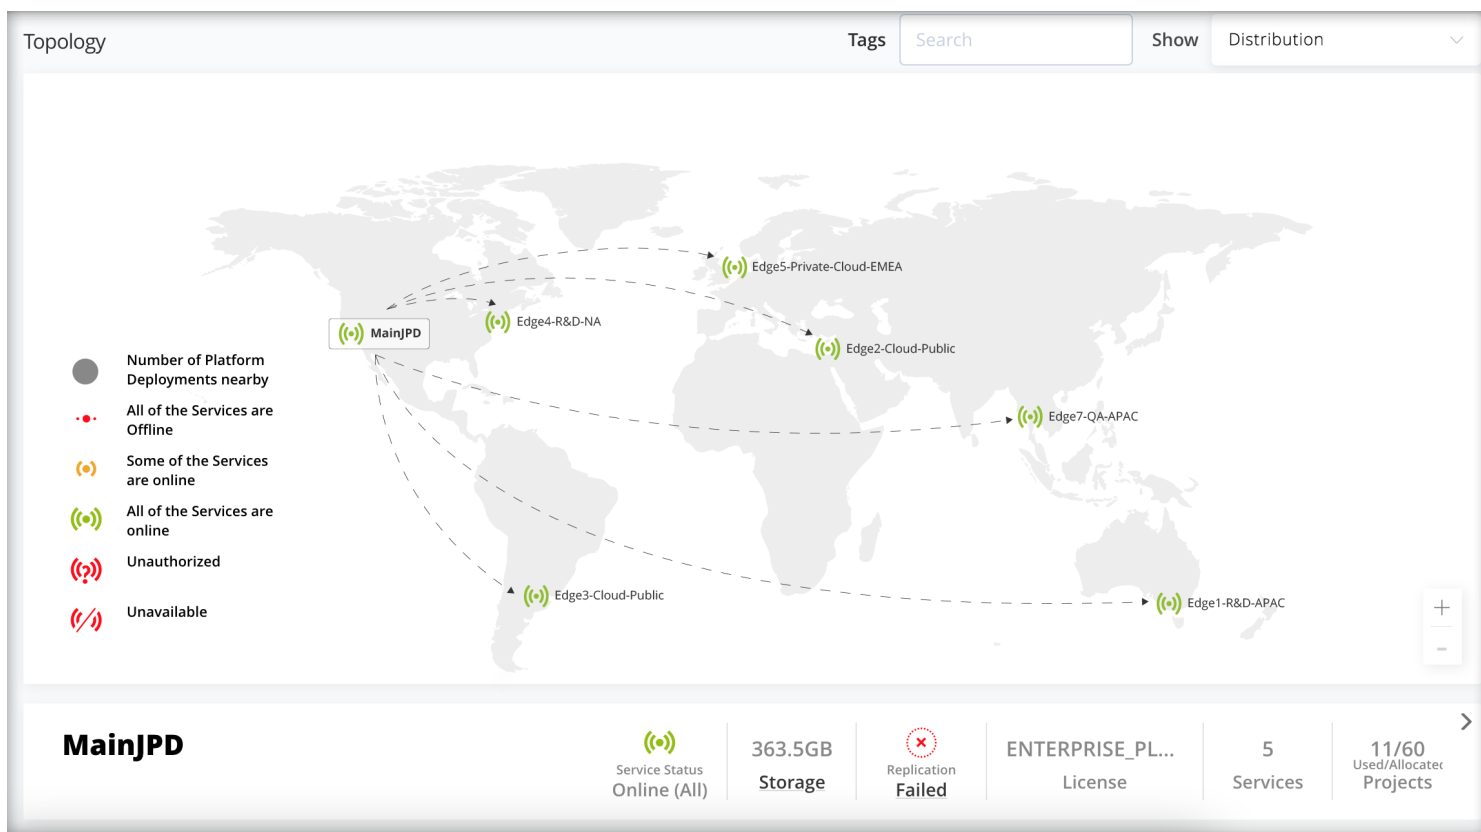 Topology
Tags
Search
Show
Distribution
Edge5-Private-Cloud-EMEA
Edge4-R&D-NA
MainJPD
Edge2-Cloud-Public
Edge7-QA-APAC
Edge3-Cloud-Public
Edge1-R&D-APAC
Number of Platform
Deployments nearby
All of the Services are
Offline
Some of the Services
are online
All of the Services are
online
Unauthorized
Unavailable
+
-
MainJPD
Service Status
Online (All)
363.5GB
Storage
Replication
Failed
ENTERPRISE_PL...
License
5
Services
11/60
Used/Allocated
Projects